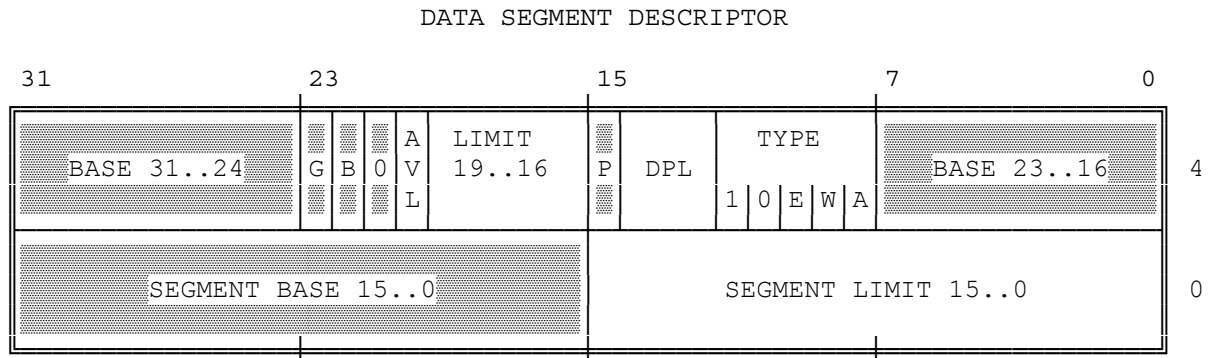 DATA SEGMENT DESCRIPTOR
31 23 15 7 0
A LIMIT TYPE
BASE 31..24 G B 0 V 19..16 P DPL BASE 23..16 4
L 1 0 E W A
SEGMENT BASE 15..0 SEGMENT LIMIT 15..0 0